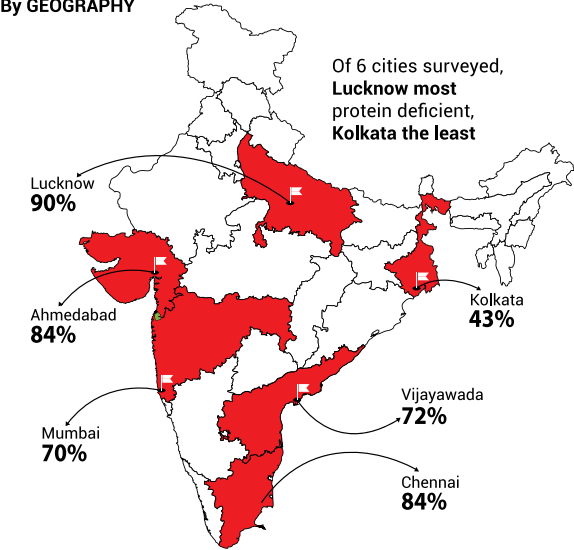 By GEOGRAPHY
Of 6 cities surveyed,
Lucknow most
protein deficient,
Kolkata the least
Lucknow
90%
Ahmedabad
84%
Kolkata
43%
Mumbai
70%
Vijayawada
72%
Chennai
84%